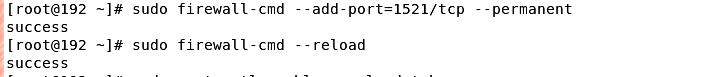 [root@192 ~]# sudo firewall-cmd --add-port=1521/tcp --permanent
success
[root@192 ~]# sudo firewall-cmd --reload
success